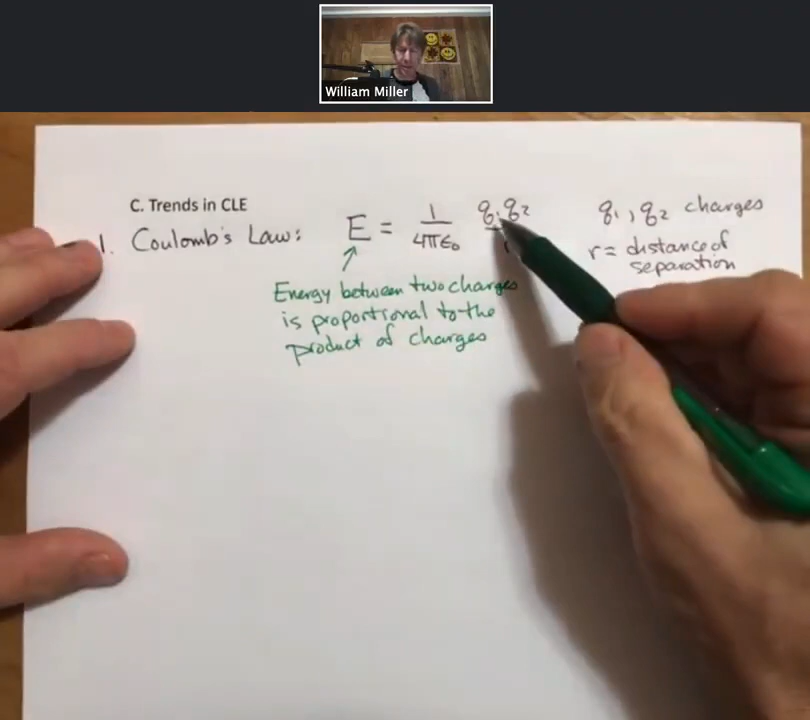 William Miller
C. Trends in CLE
1. Coulomb's Law: E = 1/4πϵ₀ q₁q₂/r
q₁, q₂ charges
r = distance of
separation
Energy between two charges
is proportional to the
product of charges